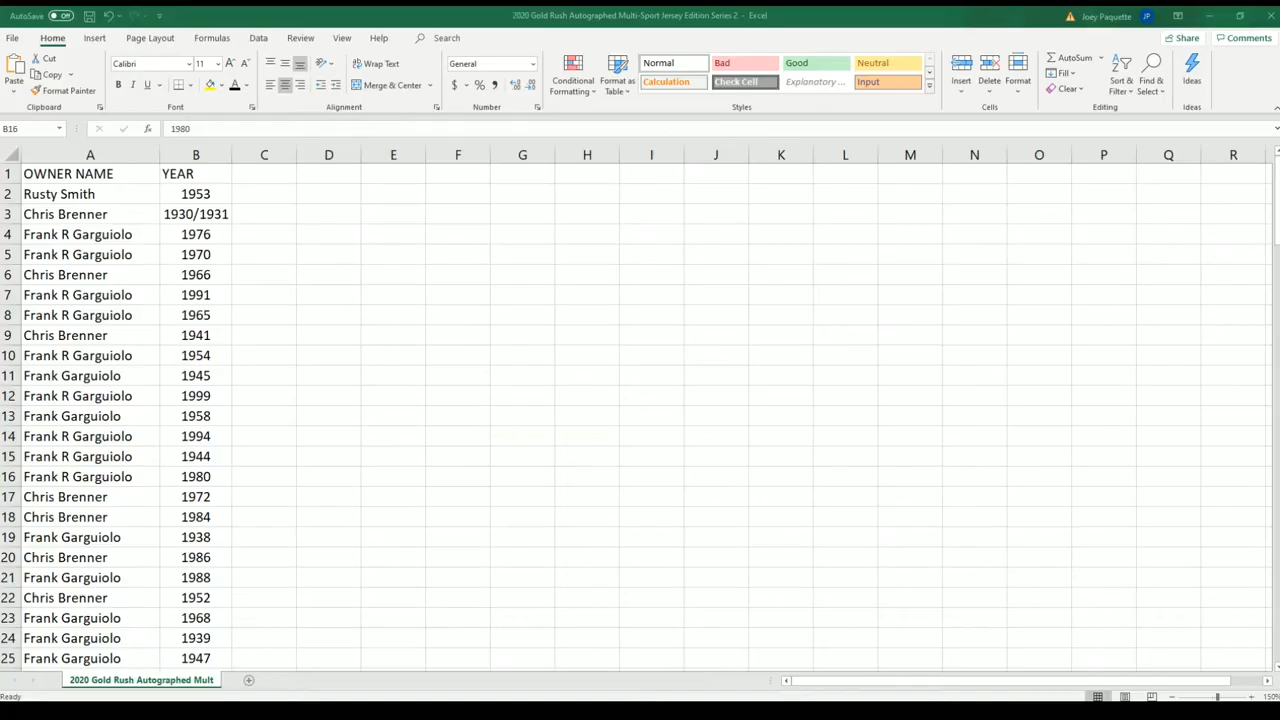 AutoSave Off 2020 Gold Rush Autographed Multi-Sport Jersey Edition Series 2 - Excel Joey Paquette JP
File Home Insert Page Layout Formulas Data Review View Help Search Share Comments
Paste Cut Copy Format Painter Clipboard
Calibri 11 B I U A A Font
Wrap Text Merge & Center Alignment
General $ % Number
Conditional Formatting Format as Table
Normal Bad Good Neutral
Calculation Check Cell Explanatory ... Input
Styles
Insert Delete Format Cells
AutoSum Fill Clear Sort & Filter Find & Select Editing
Ideas Ideas
B16 fx 1980
A B C D E F G H I J K L M N O P Q R
1 OWNER NAME YEAR
2 Rusty Smith 1953
3 Chris Brenner 1930/1931
4 Frank R Garguiolo 1976
5 Frank R Garguiolo 1970
6 Chris Brenner 1966
7 Frank R Garguiolo 1991
8 Frank R Garguiolo 1965
9 Chris Brenner 1941
10 Frank R Garguiolo 1954
11 Frank Garguiolo 1945
12 Frank R Garguiolo 1999
13 Frank Garguiolo 1958
14 Frank R Garguiolo 1994
15 Frank R Garguiolo 1944
16 Frank R Garguiolo 1980
17 Chris Brenner 1972
18 Chris Brenner 1984
19 Frank Garguiolo 1938
20 Chris Brenner 1986
21 Frank Garguiolo 1988
22 Chris Brenner 1952
23 Frank Garguiolo 1968
24 Frank Garguiolo 1939
25 Frank Garguiolo 1947
2020 Gold Rush Autographed Mult
Ready 150%